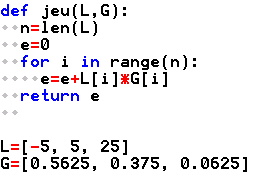 def jeu(L,G):
  n=len(L)
  e=0
  for i in range(n):
    e=e+L[i]*G[i]
  return e

L=[-5, 5, 25]
G=[0.5625, 0.375, 0.0625]